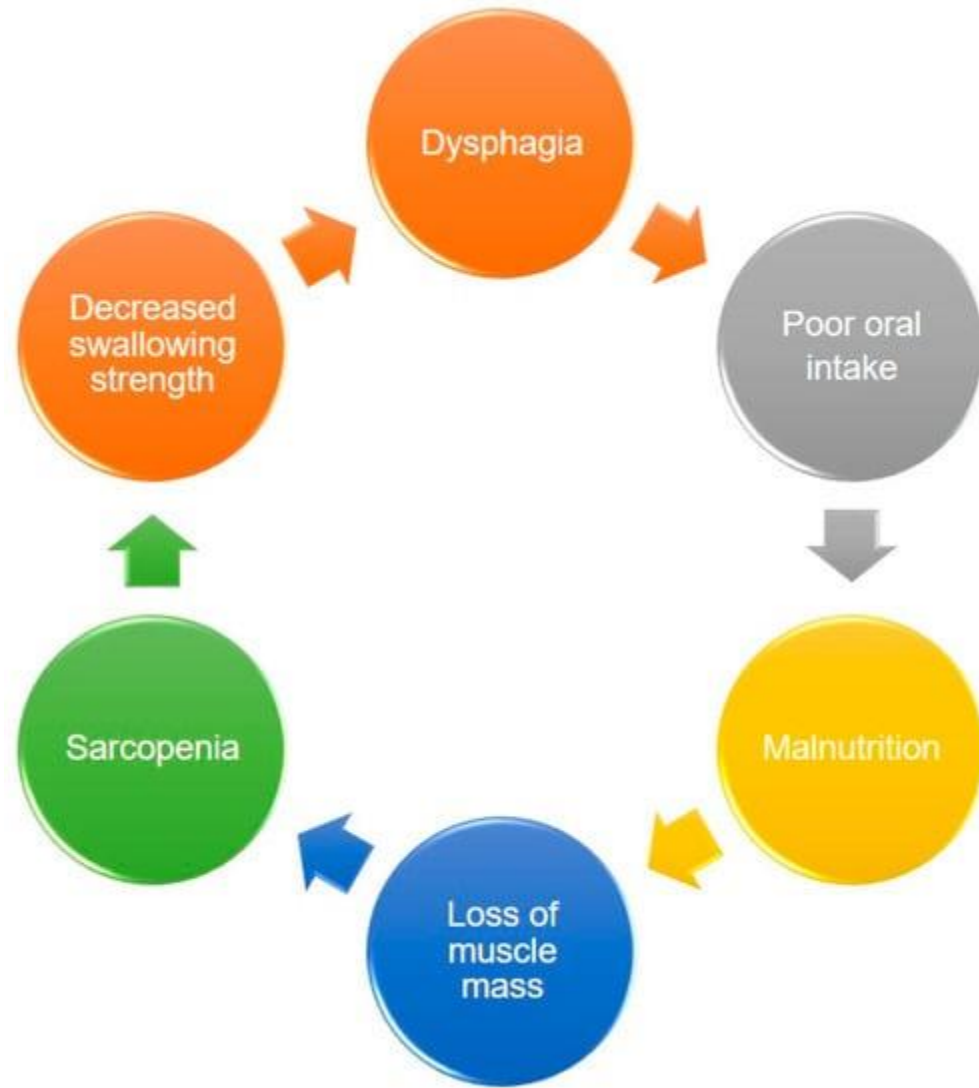 Dysphagia
Poor oral
intake
Malnutrition
Loss of
muscle
mass
Sarcopenia
Decreased
swallowing
strength